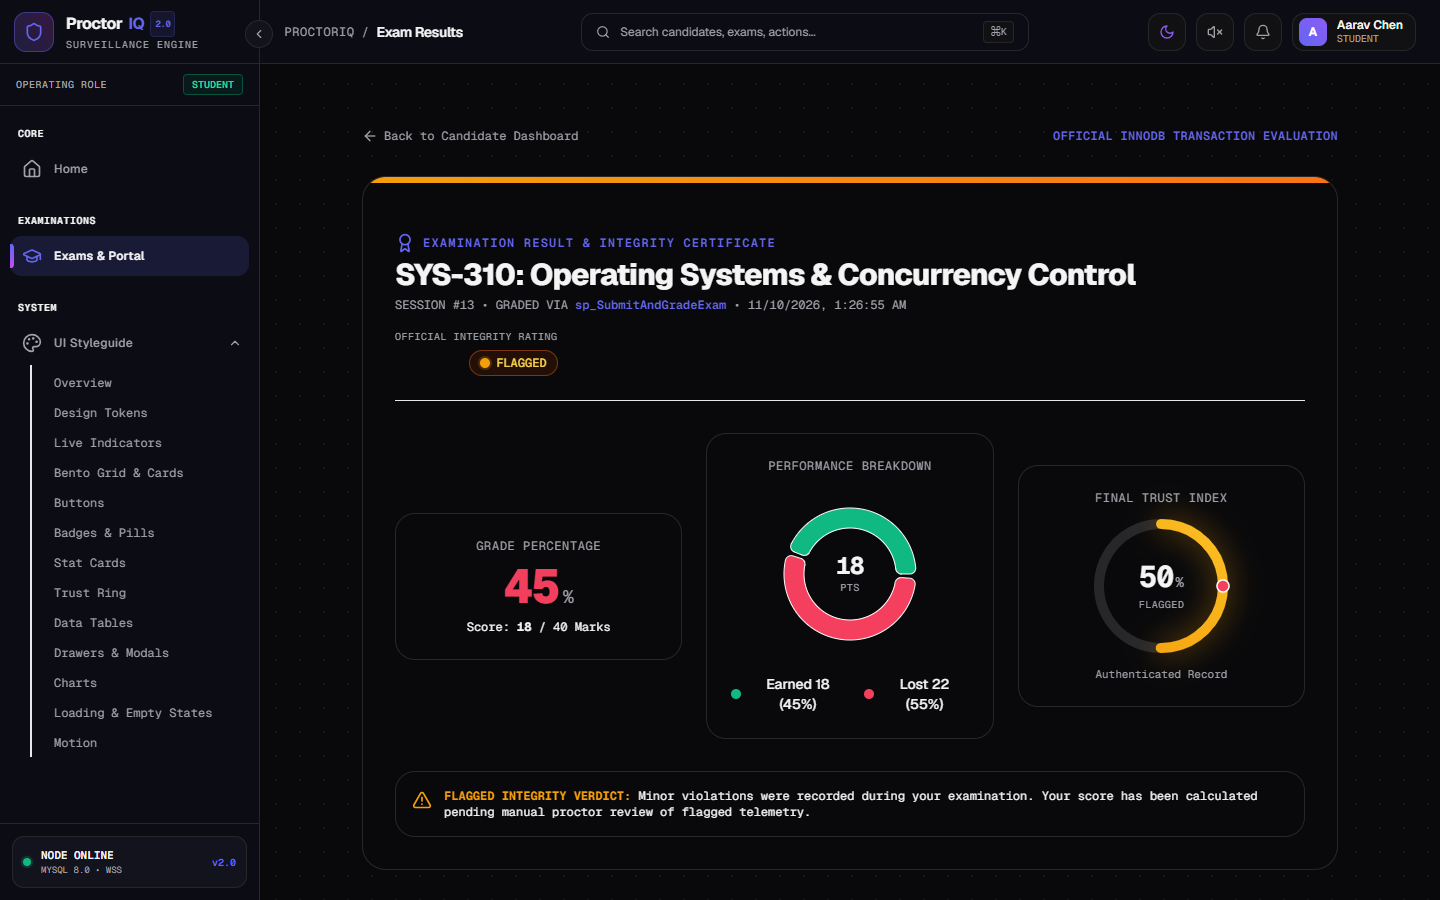 Proctor IQ 2.0
SURVEILLANCE ENGINE
PROCTORIQ / Exam Results
Search candidates, exams, actions...
⌘K
A
Aarav Chen
STUDENT
OPERATING ROLE
STUDENT
CORE
Home
EXAMINATIONS
Exams & Portal
SYSTEM
UI Styleguide
Overview
Design Tokens
Live Indicators
Bento Grid & Cards
Buttons
Badges & Pills
Stat Cards
Trust Ring
Data Tables
Drawers & Modals
Charts
Loading & Empty States
Motion
NODE ONLINE
MYSQL 8.0 • WSS
v2.0
Back to Candidate Dashboard
OFFICIAL INNODB TRANSACTION EVALUATION
EXAMINATION RESULT & INTEGRITY CERTIFICATE
SYS-310: Operating Systems & Concurrency Control
SESSION #13 • GRADED VIA sp_SubmitAndGradeExam • 11/10/2026, 1:26:55 AM
OFFICIAL INTEGRITY RATING
FLAGGED
GRADE PERCENTAGE
45%
Score: 18 / 40 Marks
PERFORMANCE BREAKDOWN
18
PTS
Earned 18
(45%)
Lost 22
(55%)
FINAL TRUST INDEX
50%
FLAGGED
Authenticated Record
FLAGGED INTEGRITY VERDICT: Minor violations were recorded during your examination. Your score has been calculated
pending manual proctor review of flagged telemetry.